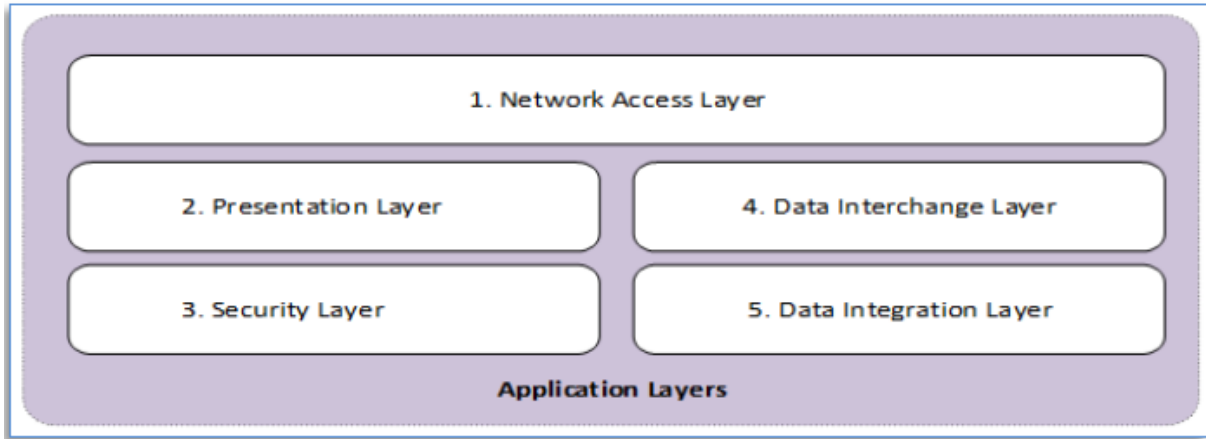 1. Network Access Layer
2. Presentation Layer
4. Data Interchange Layer
3. Security Layer
5. Data Integration Layer
Application Layers